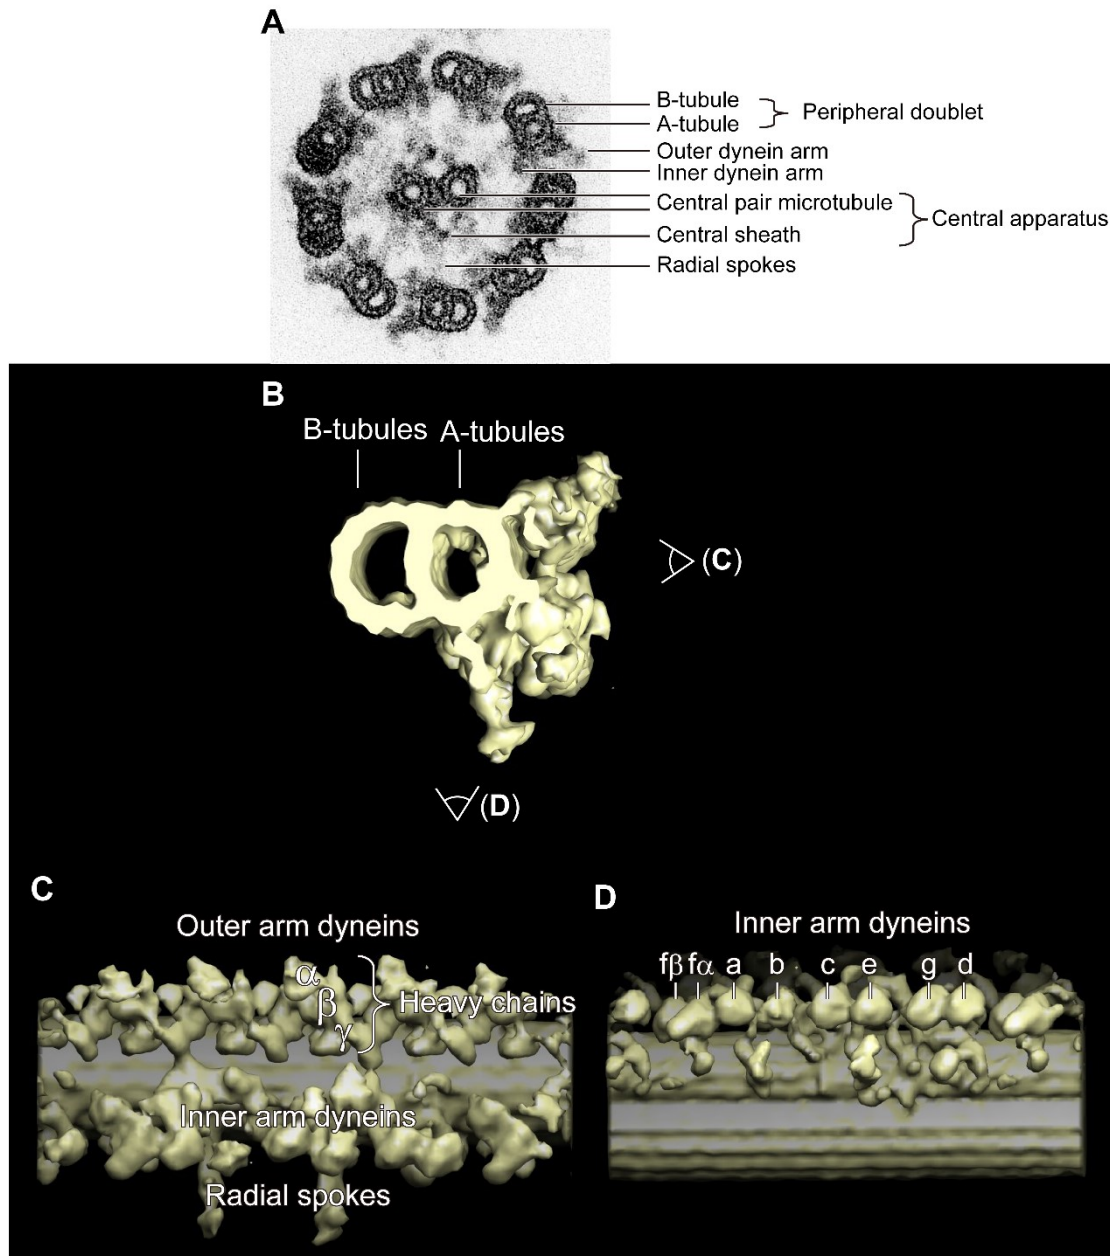 A
B-tubule
A-tubule
Peripheral doublet
Outer dynein arm
Inner dynein arm
Central pair microtubule
Central sheath
Central apparatus
Radial spokes
B
B-tubules A-tubules
(C)
(D)
C
Outer arm dyneins
α
β
γ
Heavy chains
Inner arm dyneins
Radial spokes
D
Inner arm dyneins
fβ fα a b c e g d